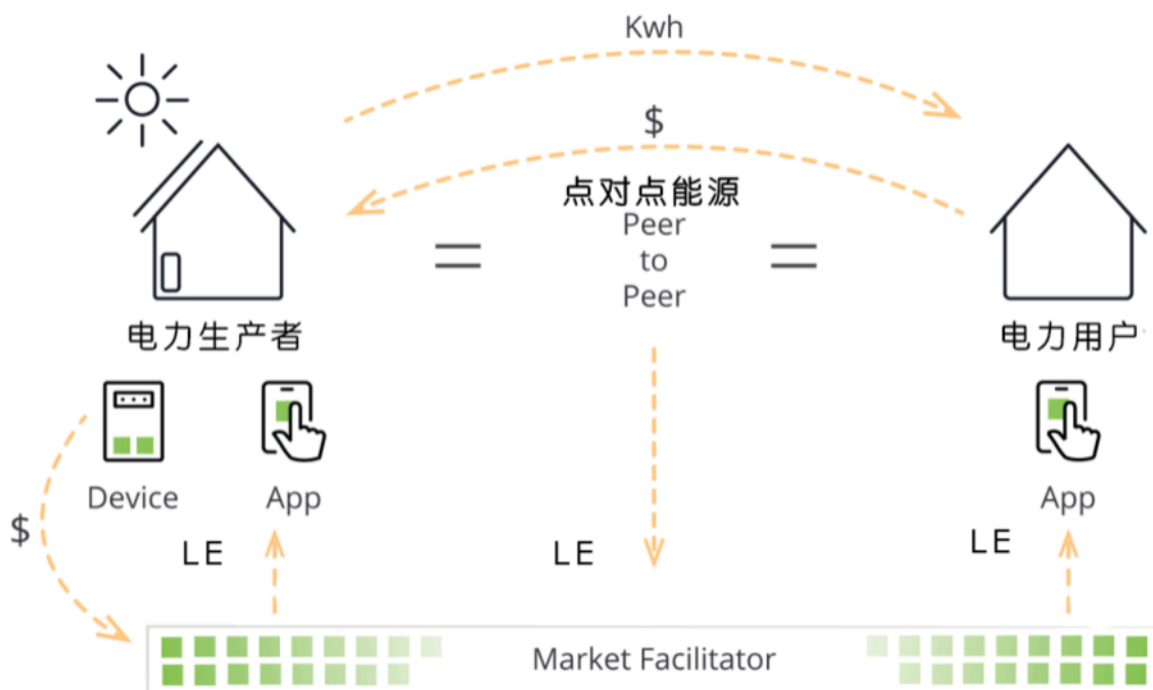 Kwh
$
点对点能源
Peer
to
Peer
电力生产者
电力用户
Device
App
App
$
LE
LE
LE
Market Facilitator